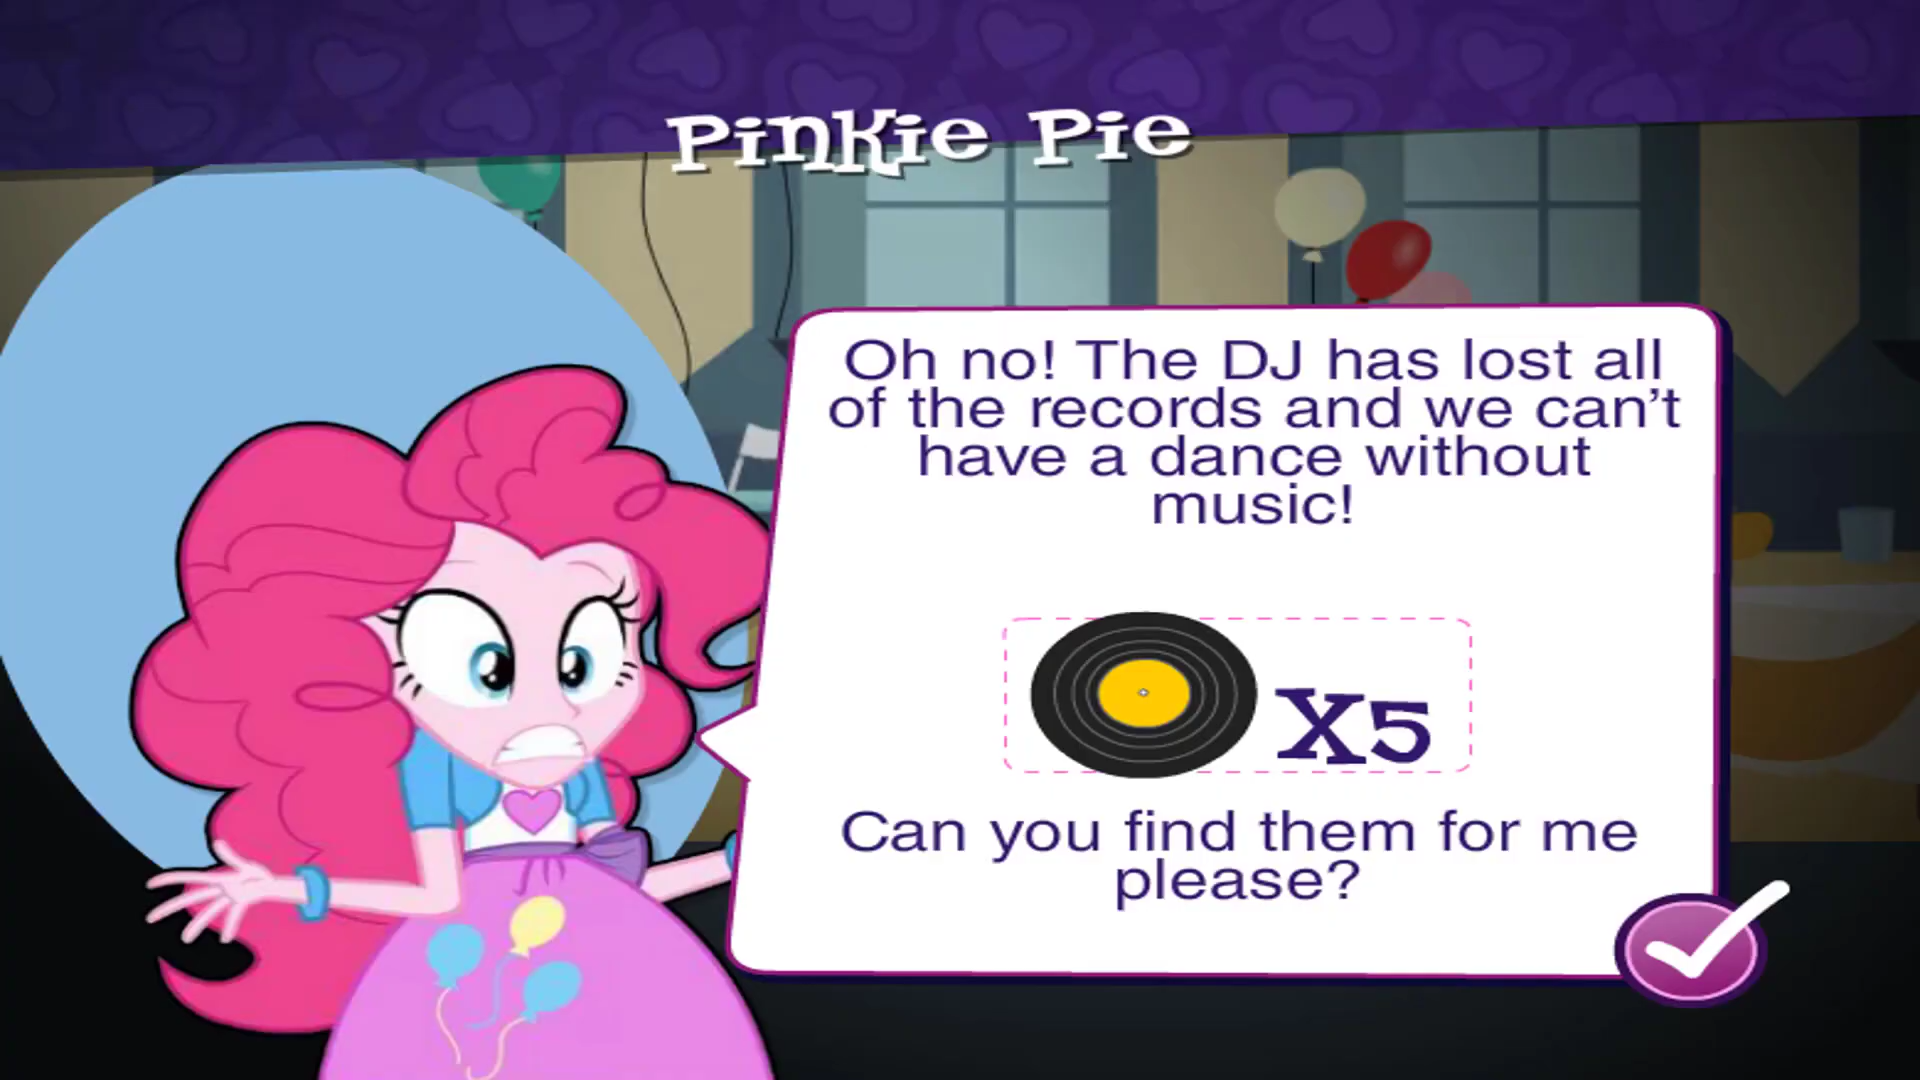 Pinkie Pie
Oh no! The DJ has lost all
of the records and we can't
have a dance without
music!
X5
Can you find them for me
please?